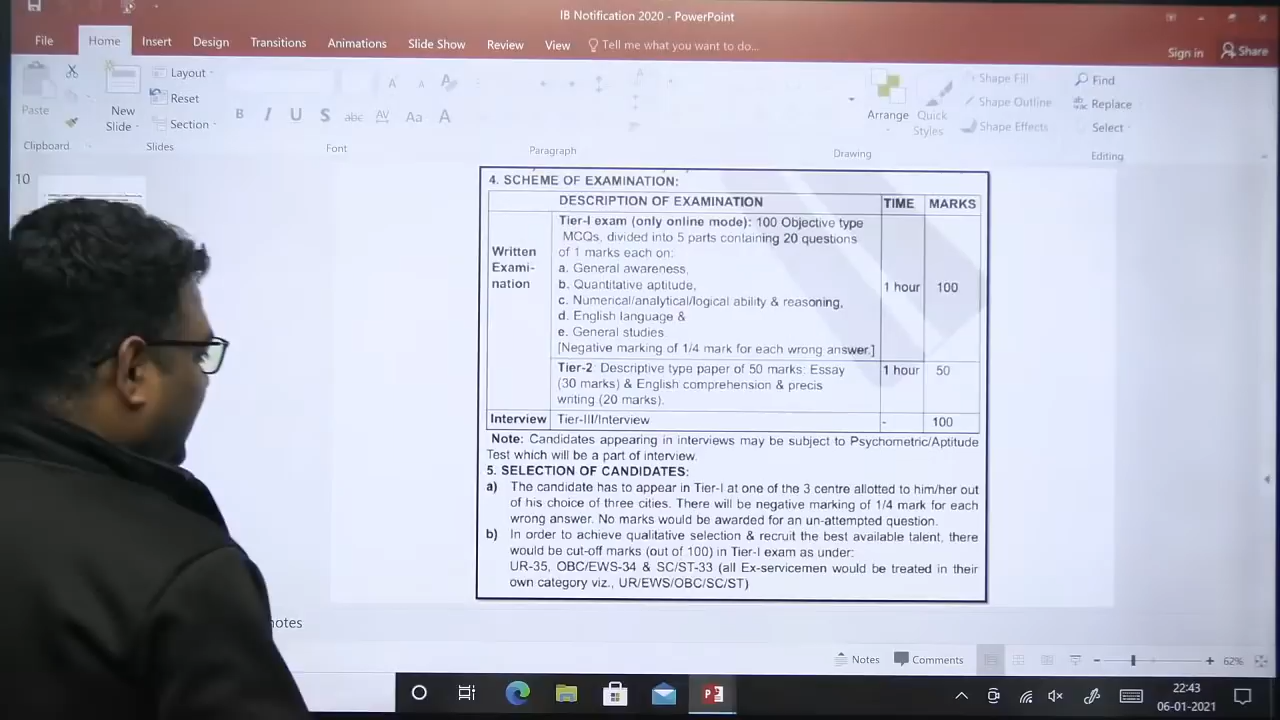 IB Notification 2020 - PowerPoint
File Home Insert Design Transitions Animations Slide Show Review View Tell me what you want to do... Sign in Share
Paste
Clipboard
New Slide
Layout
Reset
Section
Slides
B I U S abc AV Aa A
Font
Paragraph
Arrange
Quick Styles
Shape Fill
Shape Outline
Shape Effects
Drawing
Find
Replace
Select
Editing
10
4. SCHEME OF EXAMINATION:
DESCRIPTION OF EXAMINATION TIME MARKS
Written Exami-nation
Tier-I exam (only online mode): 100 Objective type
MCQs, divided into 5 parts containing 20 questions
of 1 marks each on:
a. General awareness,
b. Quantitative aptitude,
c. Numerical/analytical/logical ability & reasoning,
d. English language &
e. General studies
[Negative marking of 1/4 mark for each wrong answer.]
1 hour 100
Tier-2: Descriptive type paper of 50 marks: Essay
(30 marks) & English comprehension & precis
writing (20 marks).
1 hour 50
Interview Tier-III/Interview - 100
Note: Candidates appearing in interviews may be subject to Psychometric/Aptitude
Test which will be a part of interview.
5. SELECTION OF CANDIDATES:
a) The candidate has to appear in Tier-I at one of the 3 centre allotted to him/her out
of his choice of three cities. There will be negative marking of 1/4 mark for each
wrong answer. No marks would be awarded for an un-attempted question.
b) In order to achieve qualitative selection & recruit the best available talent, there
would be cut-off marks (out of 100) in Tier-I exam as under:
UR-35, OBC/EWS-34 & SC/ST-33 (all Ex-servicemen would be treated in their
own category viz., UR/EWS/OBC/SC/ST)
notes
Notes Comments 62%
22:43
06-01-2021